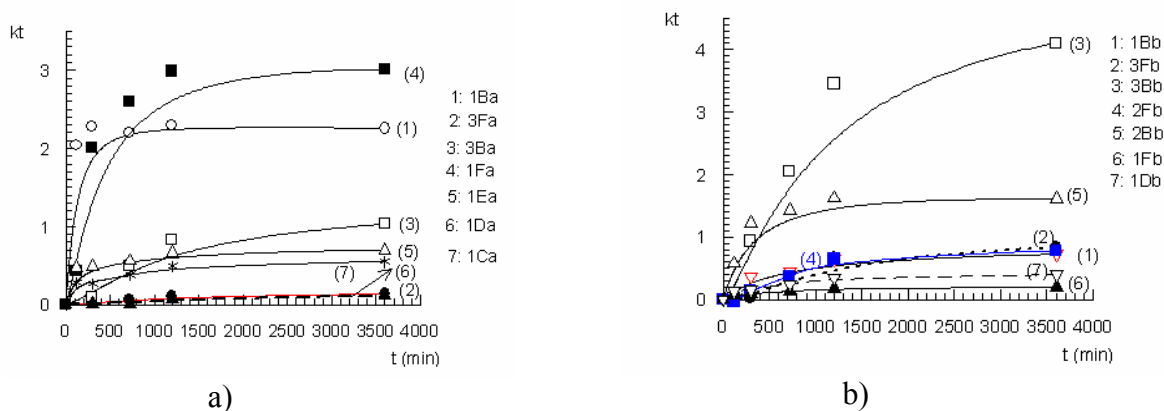 kt
3
2
1
0
(4)
(1)
(3)
(5)
(7)
(6)
(2)
1: 1Ba
2: 3Fa
3: 3Ba
4: 1Fa
5: 1Ea
6: 1Da
7: 1Ca
0 500 1000 1500 2000 2500 3000 3500 4000
t (min)
a)
kt
4
3
2
1
0
(3)
(5)
(2)
(4)
(1)
(7)
(6)
1: 1Bb
2: 3Fb
3: 3Bb
4: 2Fb
5: 2Bb
6: 1Fb
7: 1Db
0 500 1000 1500 2000 2500 3000 3500 4000
t (min)
b)